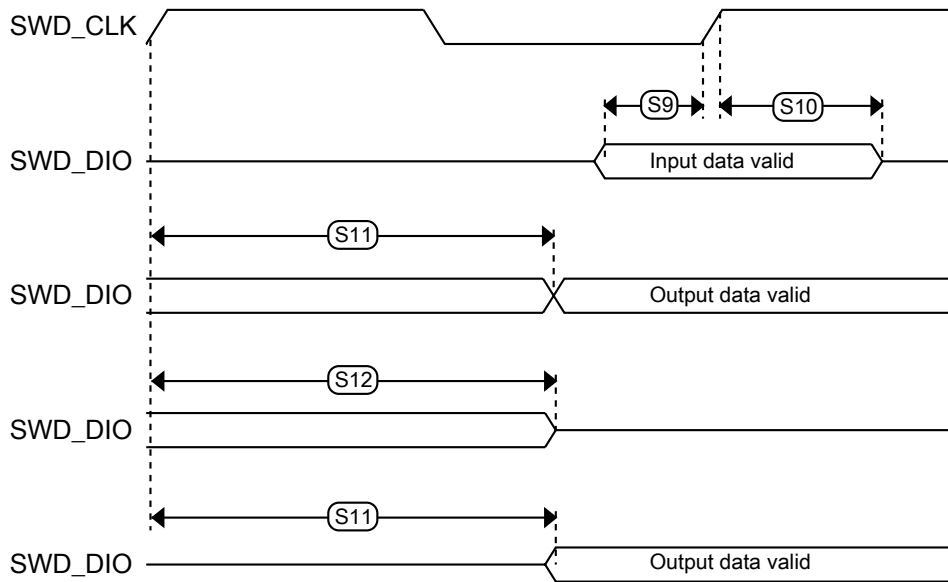 SWD_CLK
S9
S10
SWD_DIO
Input data valid
S11
SWD_DIO
Output data valid
S12
SWD_DIO
S11
SWD_DIO
Output data valid